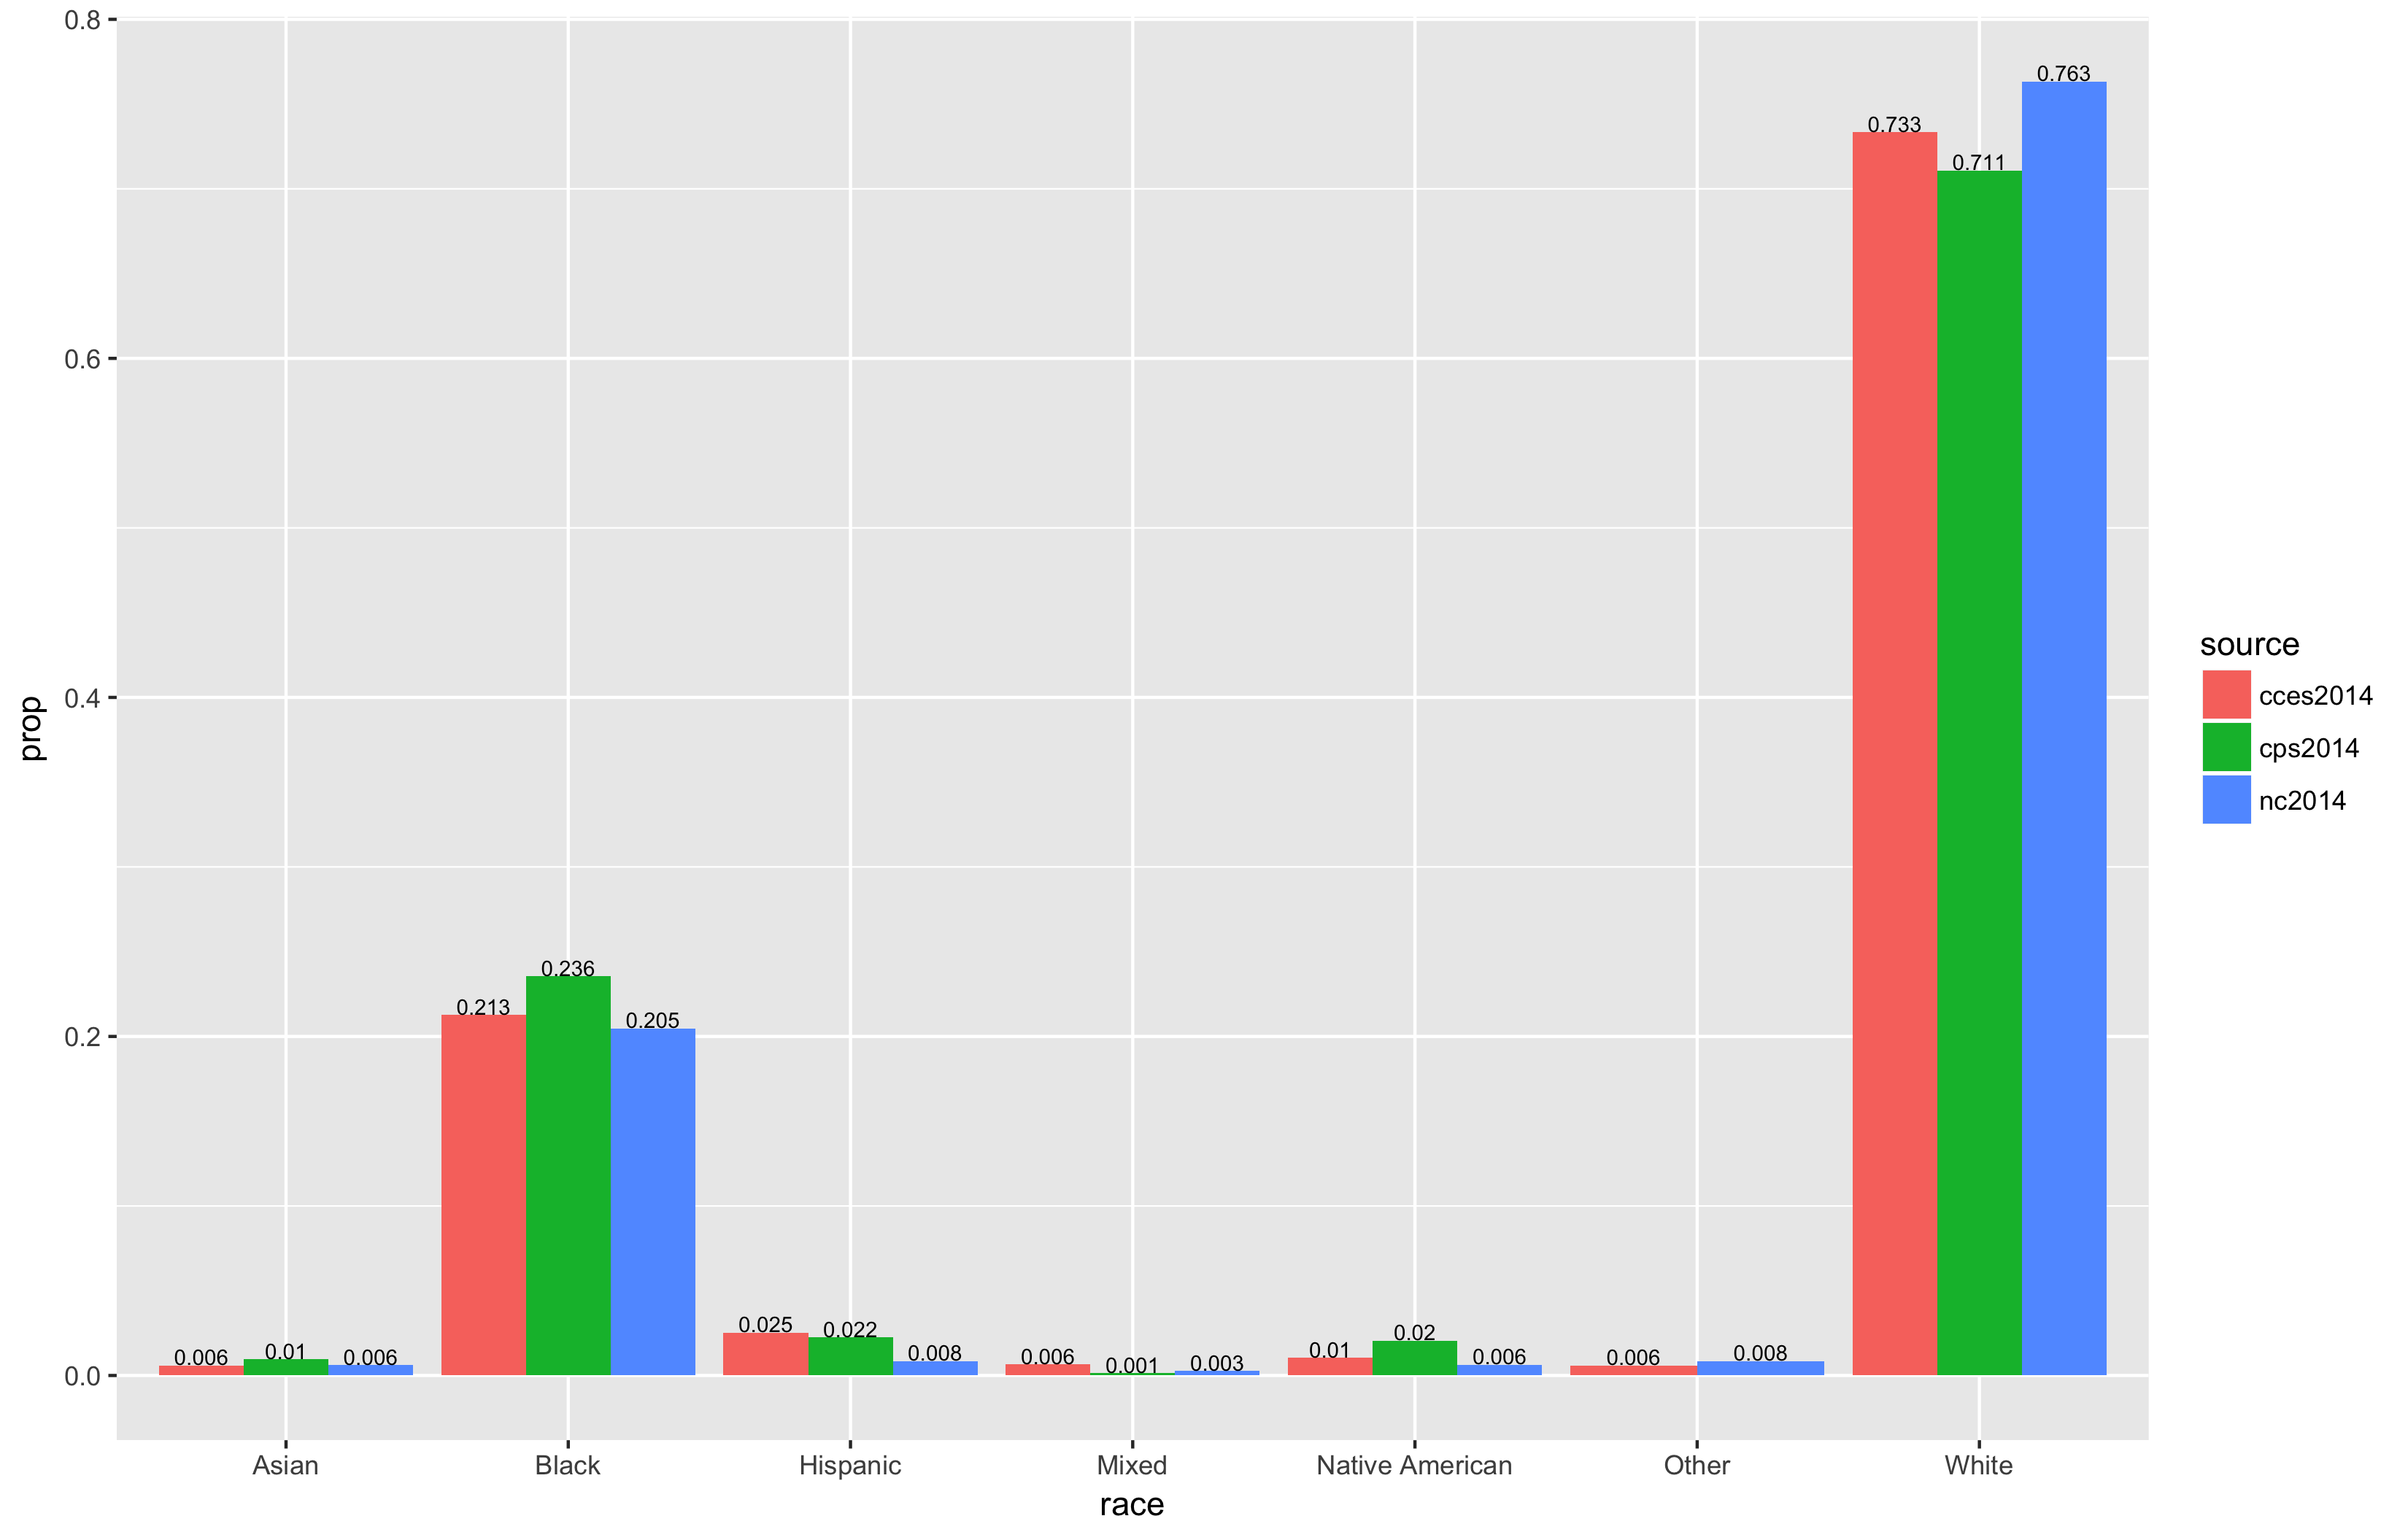 0.8
0.6
0.4
0.2
0.0
prop
0.006
0.01
0.006
0.213
0.236
0.205
0.025
0.022
0.008
0.006
0.001
0.003
0.01
0.02
0.006
0.006
0.008
0.733
0.711
0.763
Asian
Black
Hispanic
Mixed
Native American
Other
White
race
source
cces2014
cps2014
nc2014